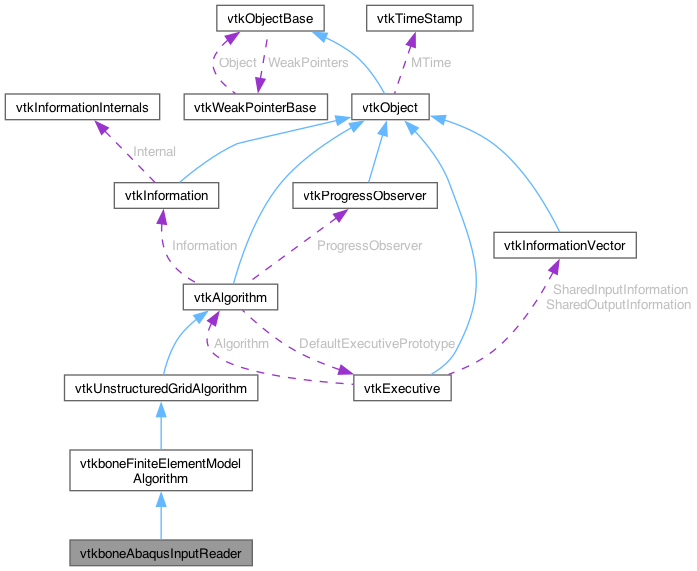 vtkObjectBase
vtkTimeStamp
Object
WeakPointers
MTime
vtkInformationInternals
vtkWeakPointerBase
vtkObject
Internal
vtkInformation
vtkProgressObserver
Information
ProgressObserver
vtkInformationVector
vtkAlgorithm
SharedInputInformation
SharedOutputInformation
Algorithm
DefaultExecutivePrototype
vtkUnstructuredGridAlgorithm
vtkExecutive
vtkboneFiniteElementModel
Algorithm
vtkboneAbaqusInputReader